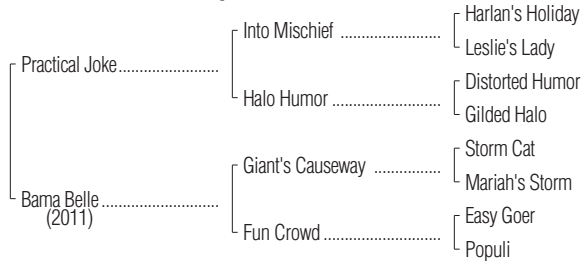 Harlan's Holiday
Into Mischief ........................
Leslie's Lady
Practical Joke........................
Distorted Humor
Halo Humor ..........................
Gilded Halo
Storm Cat
Giant's Causeway ................
Mariah's Storm
Bama Belle ............................
(2011)
Easy Goer
Fun Crowd.............................
Populi